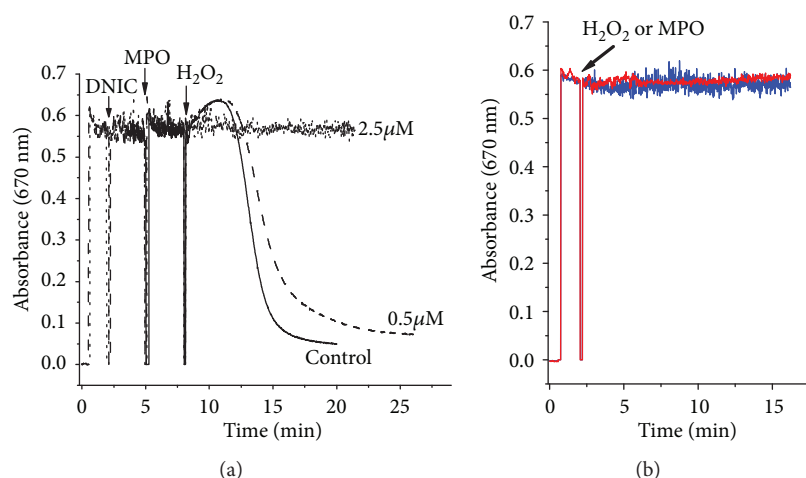 DNIC MPO H₂O₂
0.7
0.6
0.5
0.4
0.3
0.2
0.1
0.0
Absorbance (670 nm)
2.5μM
0.5μM
Control
0 5 10 15 20 25
Time (min)
(a)
H₂O₂ or MPO
0.7
0.6
0.5
0.4
0.3
0.2
0.1
0.0
Absorbance (670 nm)
0 5 10 15
Time (min)
(b)